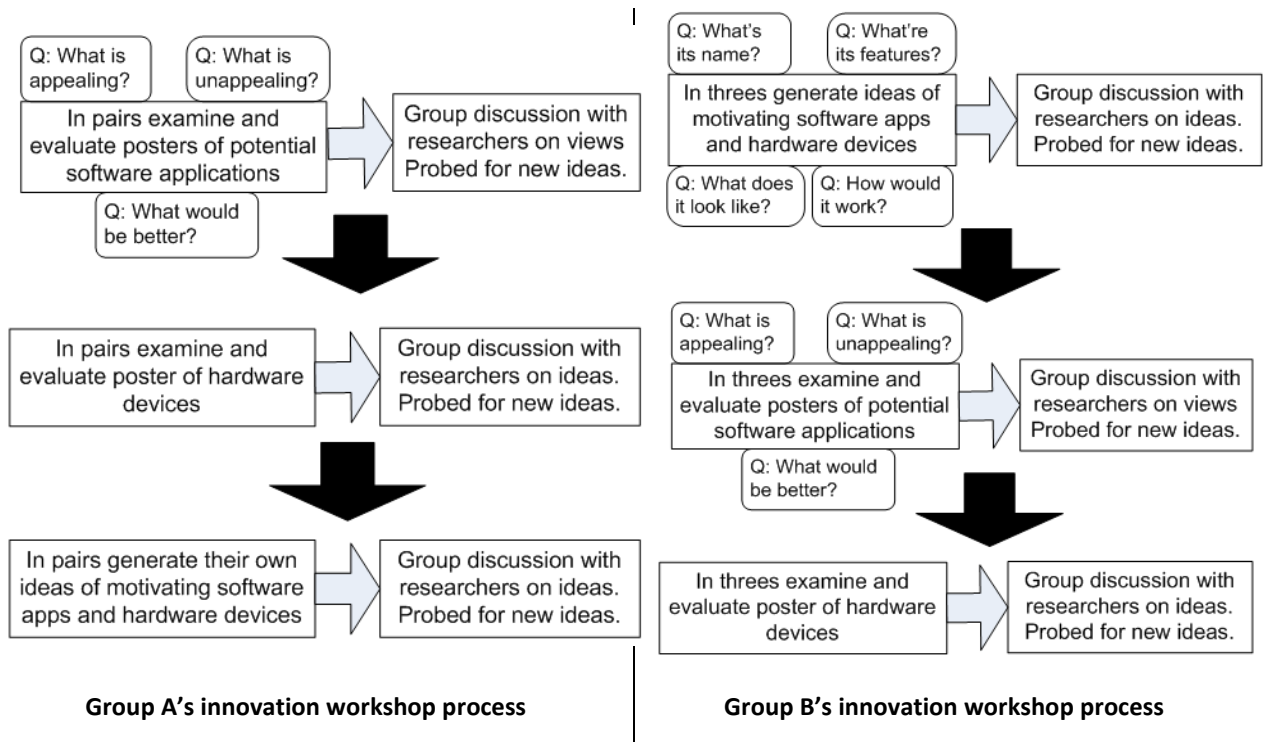 Q: What is
appealing?
Q: What is
unappealing?
In pairs examine and
evaluate posters of potential
software applications
Q: What would
be better?
Group discussion with
researchers on views
Probed for new ideas.
In pairs examine and
evaluate poster of hardware
devices
Group discussion with
researchers on ideas.
Probed for new ideas.
In pairs generate their own
ideas of motivating software
apps and hardware devices
Group discussion with
researchers on ideas.
Probed for new ideas.
Group A’s innovation workshop process
Q: What's
its name?
Q: What're
its features?
In threes generate ideas of
motivating software apps
and hardware devices
Q: What does
it look like?
Q: How would
it work?
Group discussion with
researchers on ideas.
Probed for new ideas.
Q: What is
appealing?
Q: What is
unappealing?
In threes examine and
evaluate posters of potential
software applications
Q: What would
be better?
Group discussion with
researchers on views
Probed for new ideas.
In threes examine and
evaluate poster of hardware
devices
Group discussion with
researchers on ideas.
Probed for new ideas.
Group B’s innovation workshop process